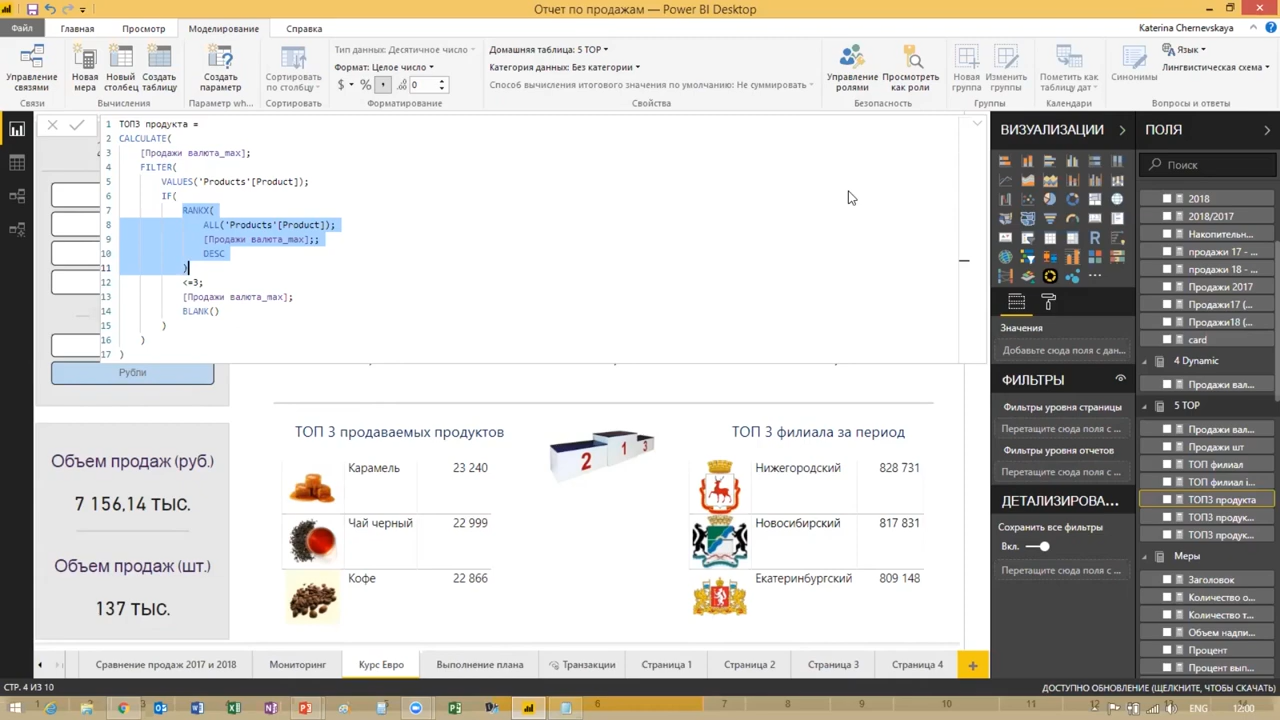 Отчет по продажам — Power BI Desktop
Файл
Главная
Просмотр
Моделирование
Справка
Katerina Chernevskaya
Управление связями
Новая мера
Новый столбец
Создать таблицу
Создать параметр
Сортировать по столбцу
Тип данных: Десятичное число
Формат: Целое число
$ % 0
Домашняя таблица: 5 TOP
Категория данных: Без категории
Способ вычисления итогового значения по умолчанию: Не суммировать
Управление ролями
Просмотреть как роли
Новая группа
Изменить группы
Пометить как таблицу дат
Синонимы
Язык
Лингвистическая схема
Связи
Вычисления
Параметр wh...
Сортировать
Форматирование
Свойства
Безопасность
Группы
Календари
Вопросы и ответы
1 ТОП3 продукта =
2 CALCULATE(
3 [Продажи валюта_max];
4 FILTER(
5 VALUES('Products'[Product]);
6 IF(
7 RANKX(
8 ALL('Products'[Product]);
9 [Продажи валюта_max];;
10 DESC
11 )
12 <=3;
13 [Продажи валюта_max];
14 BLANK()
15 )
16 )
17 )
Рубли
Объем продаж (руб.)
7 156,14 ТЫС.
Объем продаж (шт.)
137 ТЫС.
ТОП 3 продаваемых продуктов
Карамель 23 240
Чай черный 22 999
Кофе 22 866
2 1 3
ТОП 3 филиала за период
Нижегородский 828 731
Новосибирский 817 831
Екатеринбургский 809 148
ВИЗУАЛИЗАЦИИ
R
Значения
Добавьте сюда поля с дан...
ФИЛЬТРЫ
Фильтры уровня страницы
Перетащите сюда поля с ...
Фильтры уровня отчетов
Перетащите сюда поля с ...
ДЕТАЛИЗИРОВА...
Сохранить все фильтры
Вкл.
Перетащите сюда поля с ...
ПОЛЯ
Поиск
2018
2018/2017
Накопительн...
продажи 17 - ...
продажи 18 - ...
Продажи 2017
Продажи17 (...
Продажи18 (...
card
4 Dynamic
Продажи вал...
5 TOP
Продажи вал...
Продажи шт
ТОП филиал
ТОП филиал i...
ТОП3 продукта
ТОП3 продук...
ТОП3 продук...
Меры
Заголовок
Количество о...
Количество т...
Объем надпи...
Процент
Процент вып...
Сравнение продаж 2017 и 2018
Мониторинг
Курс Евро
Выполнение плана
Транзакции
Страница 1
Страница 2
Страница 3
Страница 4
СТР. 4 ИЗ 10
ДОСТУПНО ОБНОВЛЕНИЕ (ЩЕЛКНИТЕ, ЧТОБЫ СКАЧАТЬ)
ENG
12:00